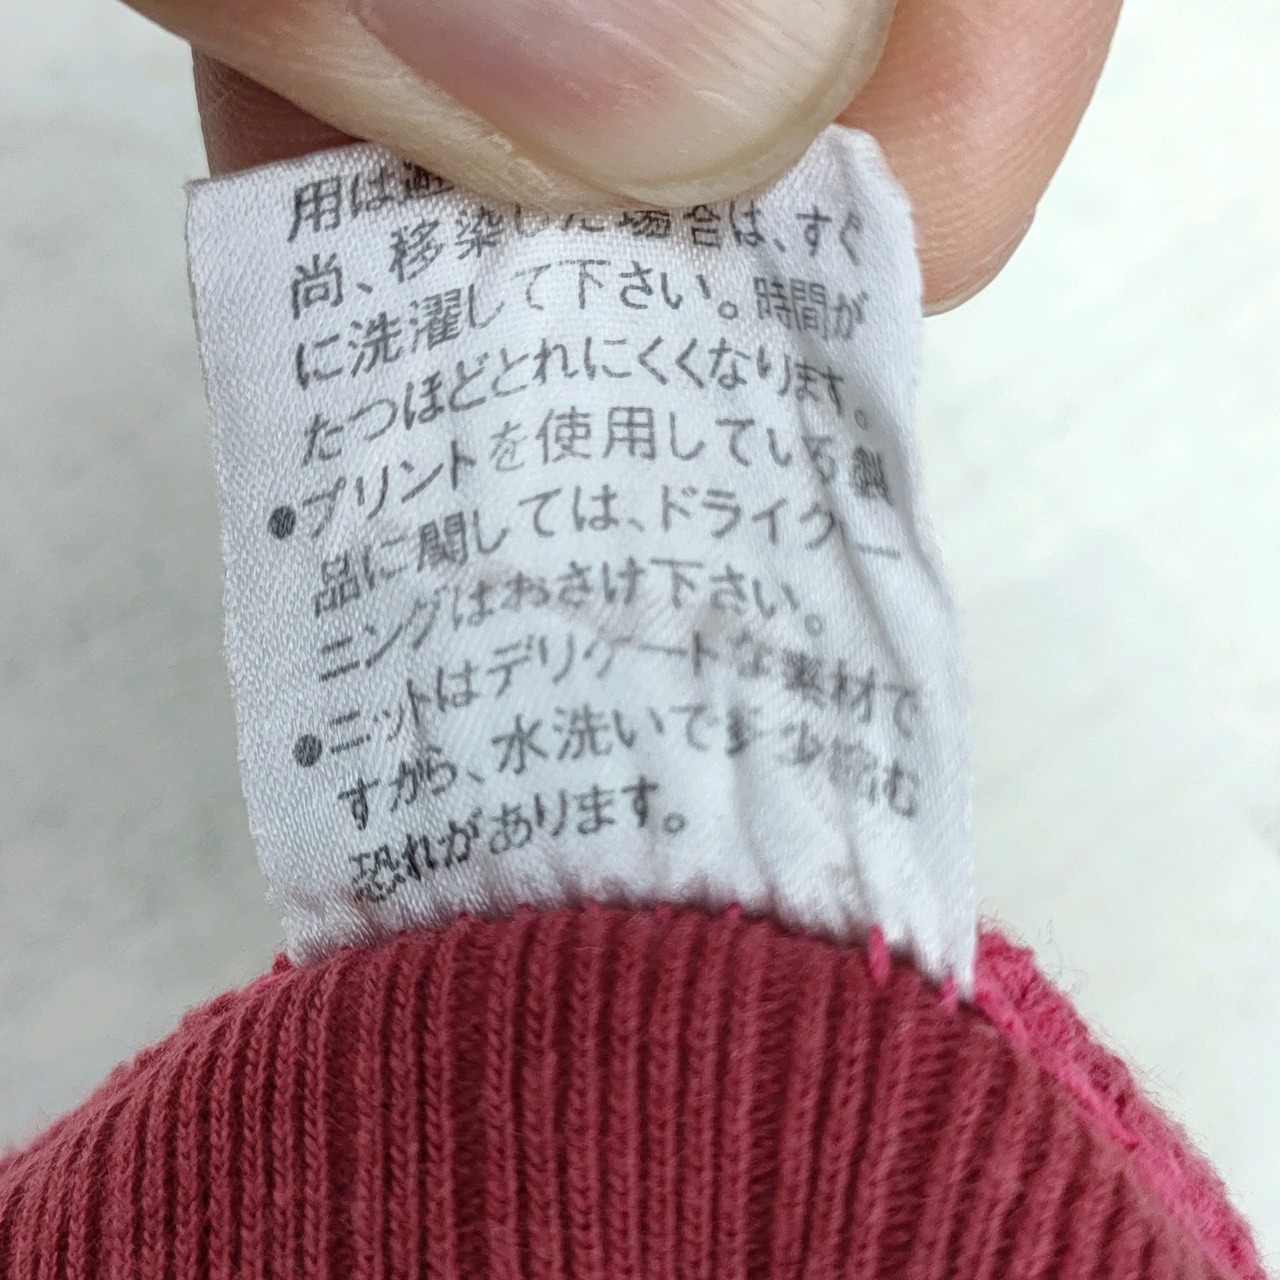 用は避
尚、移染した場合は、すぐ
に洗濯して下さい。時間が
たつほどとれにくくなります。
●プリントを使用している製
品に関しては、ドライクリー
ニングはおさけ下さい。
●ニットはデリケートな素材で
すから、水洗いで多少縮む
恐れがあります。